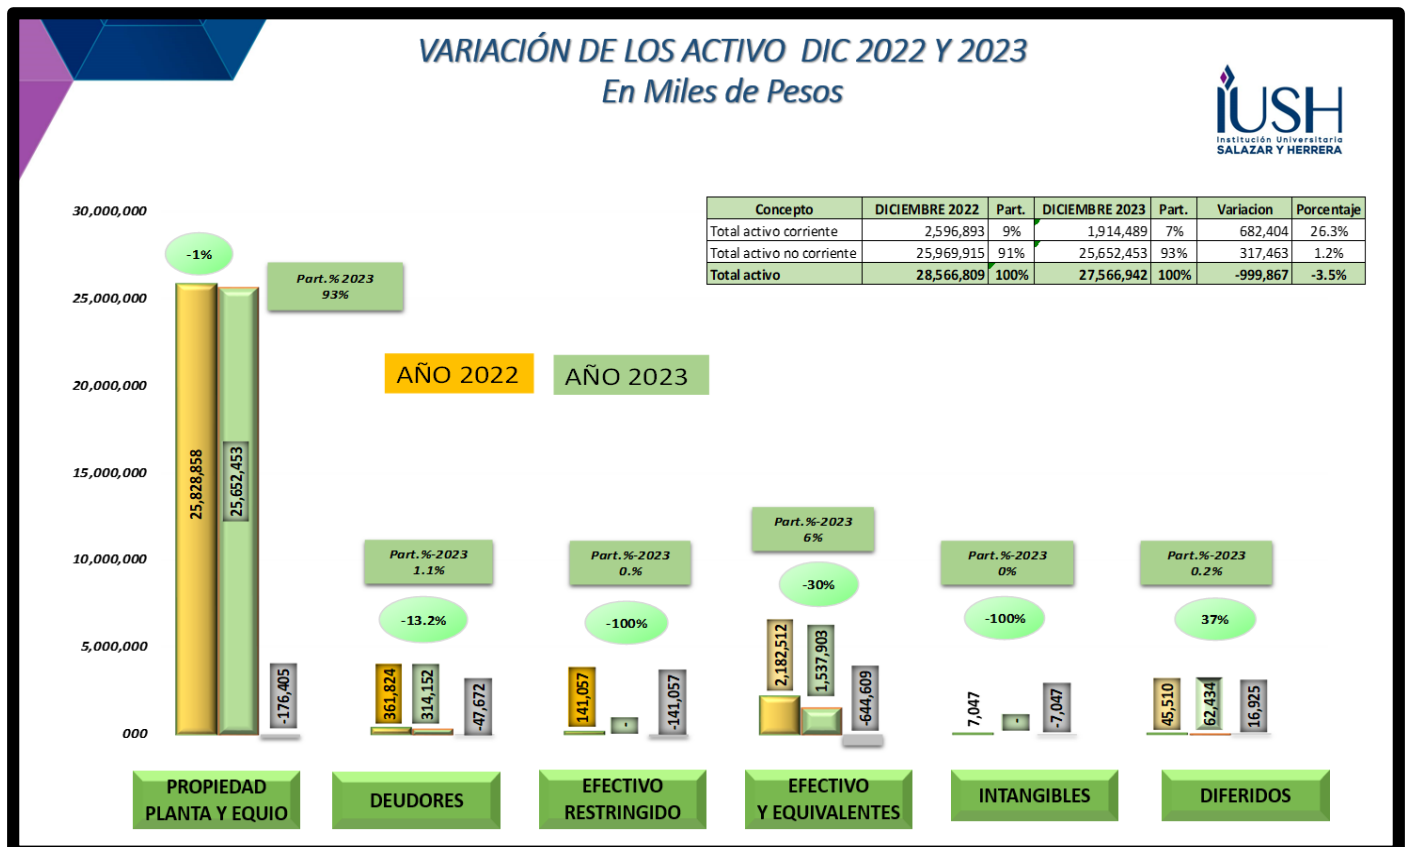 VARIACIÓN DE LOS ACTIVO DIC 2022 Y 2023
En Miles de Pesos
IUSH
Institución Universitaria
SALAZAR Y HERRERA
Concepto DICIEMBRE 2022 Part. DICIEMBRE 2023 Part. Variacion Porcentaje
Total activo corriente 2,596,893 9% 1,914,489 7% 682,404 26.3%
Total activo no corriente 25,969,915 91% 25,652,453 93% 317,463 1.2%
Total activo 28,566,809 100% 27,566,942 100% -999,867 -3.5%
30,000,000
25,000,000
20,000,000
15,000,000
10,000,000
5,000,000
000
-1%
Part.% 2023
93%
AÑO 2022
AÑO 2023
25,828,858
25,652,453
-176,405
Part.%-2023
1.1%
-13.2%
361,824
314,152
-47,672
Part.%-2023
0.%
-100%
141,057
-
-141,057
Part.%-2023
6%
-30%
2,182,512
1,537,903
-644,609
Part.%-2023
0%
-100%
7,047
-
-7,047
Part.%-2023
0.2%
37%
45,510
62,434
16,925
PROPIEDAD
PLANTA Y EQUIO
DEUDORES
EFECTIVO
RESTRINGIDO
EFECTIVO
Y EQUIVALENTES
INTANGIBLES
DIFERIDOS